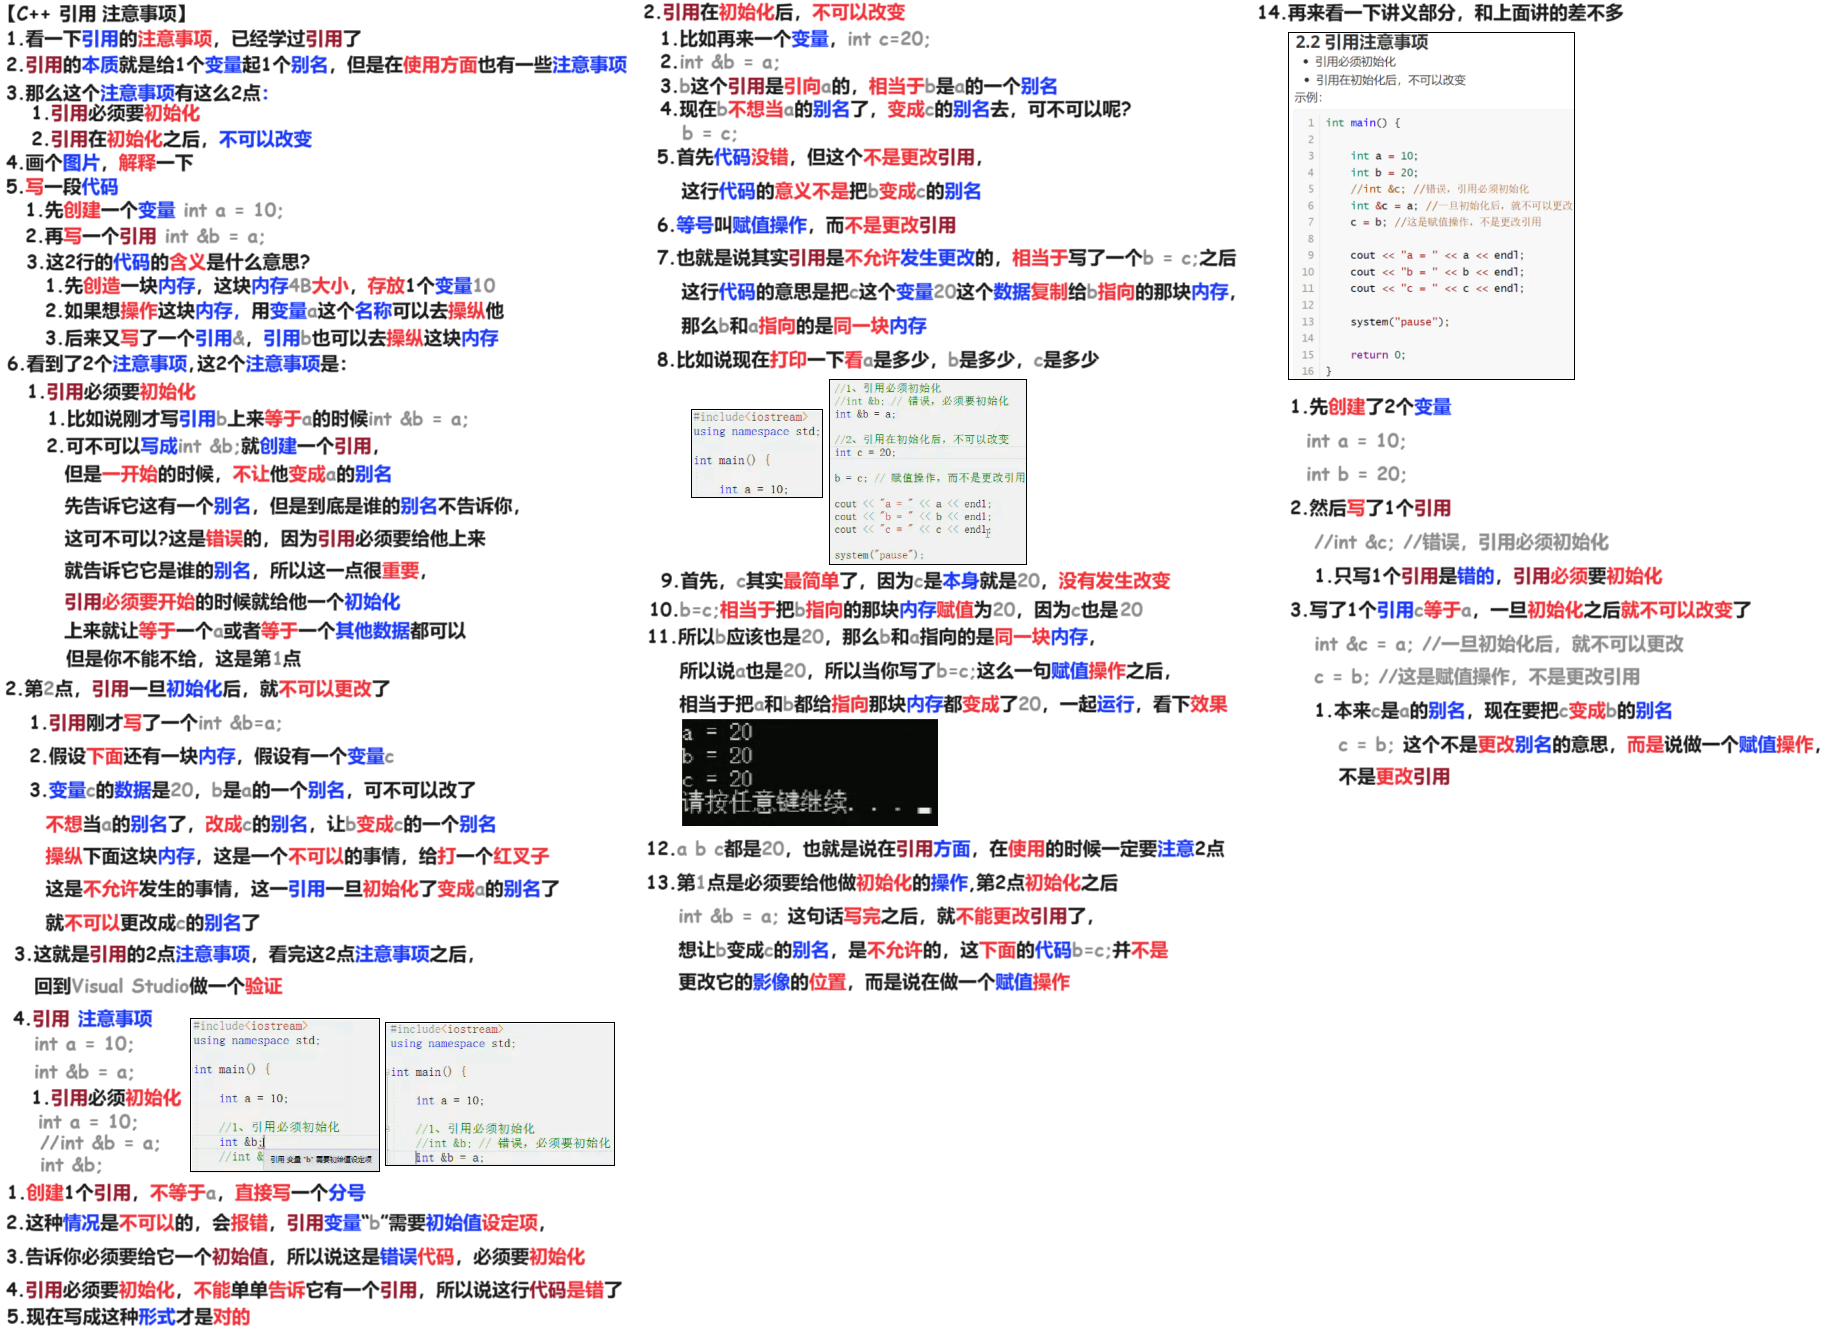 【C++ 引用 注意事项】
1.看一下引用的注意事项，已经学过引用了
2.引用的本质就是给1个变量起1个别名，但是在使用方面也有一些注意事项
3.那么这个注意事项有这么2点：
1.引用必须要初始化
2.引用在初始化之后，不可以改变
4.画个图片，解释一下
5.写一段代码
1.先创建一个变量 int a = 10;
2.再写一个引用 int &b = a;
3.这2行的代码的含义是什么意思？
1.先创造一块内存，这块内存4B大小，存放1个变量10
2.如果想操作这块内存，用变量a这个名称可以去操纵他
3.后来又写了一个引用&，引用b也可以去操纵这块内存
6.看到了2个注意事项,这2个注意事项是：
1.引用必须要初始化
1.比如说刚才写引用b上来等于a的时候int &b = a;
2.可不可以写成int &b;就创建一个引用，
但是一开始的时候，不让他变成a的别名
先告诉它这有一个别名，但是到底是谁的别名不告诉你，
这可不可以?这是错误的，因为引用必须要给他上来
就告诉它它是谁的别名，所以这一点很重要，
引用必须要开始的时候就给他一个初始化
上来就让等于一个a或者等于一个其他数据都可以
但是你不能不给，这是第1点
2.第2点，引用一旦初始化后，就不可以更改了
1.引用刚才写了一个int &b=a;
2.假设下面还有一块内存，假设有一个变量c
3.变量c的数据是20，b是a的一个别名，可不可以改了
不想当a的别名了，改成c的别名，让b变成c的一个别名
操纵下面这块内存，这是一个不可以的事情，给打一个红叉子
这是不允许发生的事情，这一引用一旦初始化了变成a的别名了
就不可以更改成c的别名了
3.这就是引用的2点注意事项，看完这2点注意事项之后，
回到Visual Studio做一个验证
4.引用 注意事项
int a = 10;
int &b = a;
1.引用必须初始化
int a = 10;
//int &b = a;
int &b;
#include<iostream>
using namespace std;
int main() {
int a = 10;
//1、引用必须初始化
int &b;
//int &
引用 变量 "b" 需要初始值设定项
#include<iostream>
using namespace std;
int main() {
int a = 10;
//1、引用必须初始化
//int &b; // 错误，必须要初始化
int &b = a;
1.创建1个引用，不等于a，直接写一个分号
2.这种情况是不可以的，会报错，引用变量“b”需要初始值设定项，
3.告诉你必须要给它一个初始值，所以说这是错误代码，必须要初始化
4.引用必须要初始化，不能单单告诉它有一个引用，所以说这行代码是错了
5.现在写成这种形式才是对的
2.引用在初始化后，不可以改变
1.比如再来一个变量，int c=20;
2.int &b = a;
3.b这个引用是引向a的，相当于b是a的一个别名
4.现在b不想当a的别名了，变成c的别名去，可不可以呢？
b = c;
5.首先代码没错，但这个不是更改引用，
这行代码的意义不是把b变成c的别名
6.等号叫赋值操作，而不是更改引用
7.也就是说其实引用是不允许发生更改的，相当于写了一个b = c;之后
这行代码的意思是把c这个变量20这个数据复制给b指向的那块内存，
那么b和a指向的是同一块内存
8.比如说现在打印一下看a是多少，b是多少，c是多少
#include<iostream>
using namespace std;
int main() {
int a = 10;
//1、引用必须初始化
//int &b; // 错误，必须要初始化
int &b = a;
//2、引用在初始化后，不可以改变
int c = 20;
b = c; // 赋值操作，而不是更改引用
cout << "a = " << a << endl;
cout << "b = " << b << endl;
cout << "c = " << c << endl;
system("pause");
9.首先，c其实最简单了，因为c是本身就是20，没有发生改变
10.b=c;相当于把b指向的那块内存赋值为20，因为c也是20
11.所以b应该也是20，那么b和a指向的是同一块内存，
所以说a也是20，所以当你写了b=c;这么一句赋值操作之后，
相当于把a和b都给指向那块内存都变成了20，一起运行，看下效果
a = 20
b = 20
c = 20
请按任意键继续. . .
12.a b c都是20，也就是说在引用方面，在使用的时候一定要注意2点
13.第1点是必须要给他做初始化的操作,第2点初始化之后
int &b = a; 这句话写完之后，就不能更改引用了，
想让b变成c的别名，是不允许的，这下面的代码b=c;并不是
更改它的影像的位置，而是说在做一个赋值操作
14.再来看一下讲义部分，和上面讲的差不多
2.2 引用注意事项
• 引用必须初始化
• 引用在初始化后，不可以改变
示例：
1 int main() {
2
3 int a = 10;
4 int b = 20;
5 //int &c; //错误，引用必须初始化
6 int &c = a; //一旦初始化后，就不可以更改
7 c = b; //这是赋值操作，不是更改引用
8
9 cout << "a = " << a << endl;
10 cout << "b = " << b << endl;
11 cout << "c = " << c << endl;
12
13 system("pause");
14
15 return 0;
16 }
1.先创建了2个变量
int a = 10;
int b = 20;
2.然后写了1个引用
//int &c; //错误，引用必须初始化
1.只写1个引用是错的，引用必须要初始化
3.写了1个引用c等于a，一旦初始化之后就不可以改变了
int &c = a; //一旦初始化后，就不可以更改
c = b; //这是赋值操作，不是更改引用
1.本来c是a的别名，现在要把c变成b的别名
c = b; 这个不是更改别名的意思，而是说做一个赋值操作，
不是更改引用